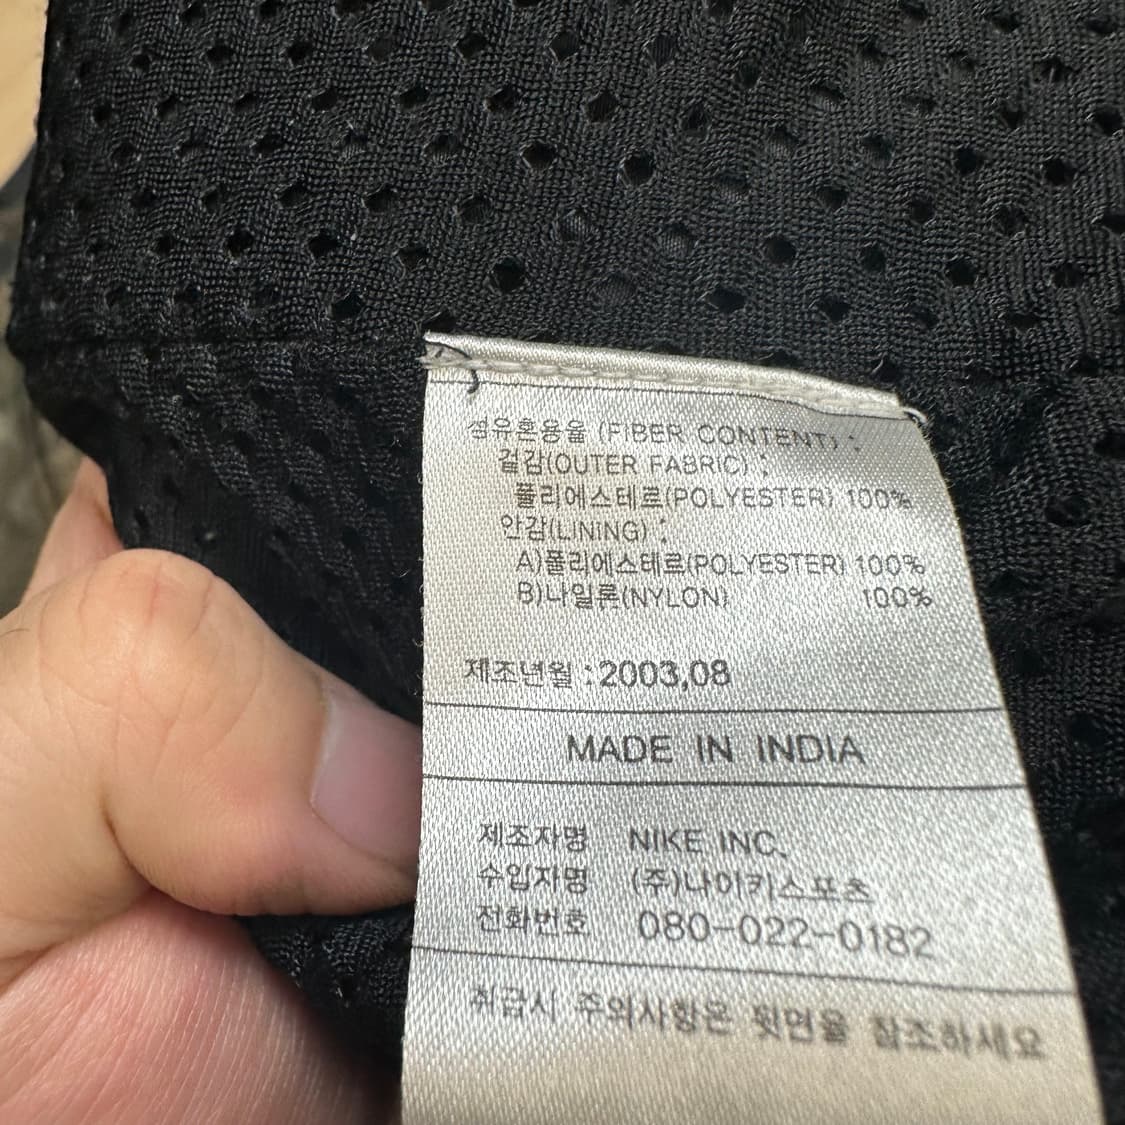 섬유혼용율 (FIBER CONTENT) :
겉감(OUTER FABRIC) :
폴리에스테르(POLYESTER) 100%
안감(LINING) :
A)폴리에스테르(POLYESTER) 100%
B)나일론(NYLON) 100%
제조년월 : 2003,08
MADE IN INDIA
제조자명 NIKE INC.
수입자명 (주)나이키스포츠
전화번호 080-022-0182
취급시 주의사항은 뒷면을 참조하세요